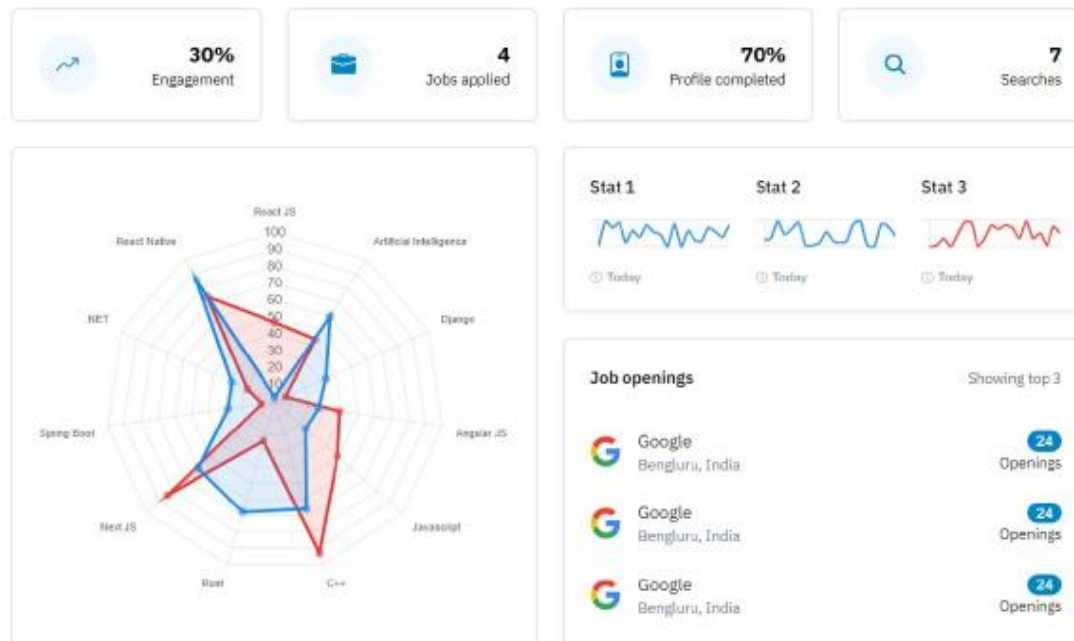 30%
Engagement
4
Jobs applied
70%
Profile completed
7
Searches
React JS
Artificial Intelligence
Django
Angular JS
Javascript
C++
Rust
Next JS
Spring Boot
NET
React Native
100
90
80
70
60
50
40
30
20
10
Stat 1
Stat 2
Stat 3
Today
Today
Today
Job openings
Showing top 3
Google
24
Bengluru, India
Openings
Google
24
Bengluru, India
Openings
Google
24
Bengluru, India
Openings